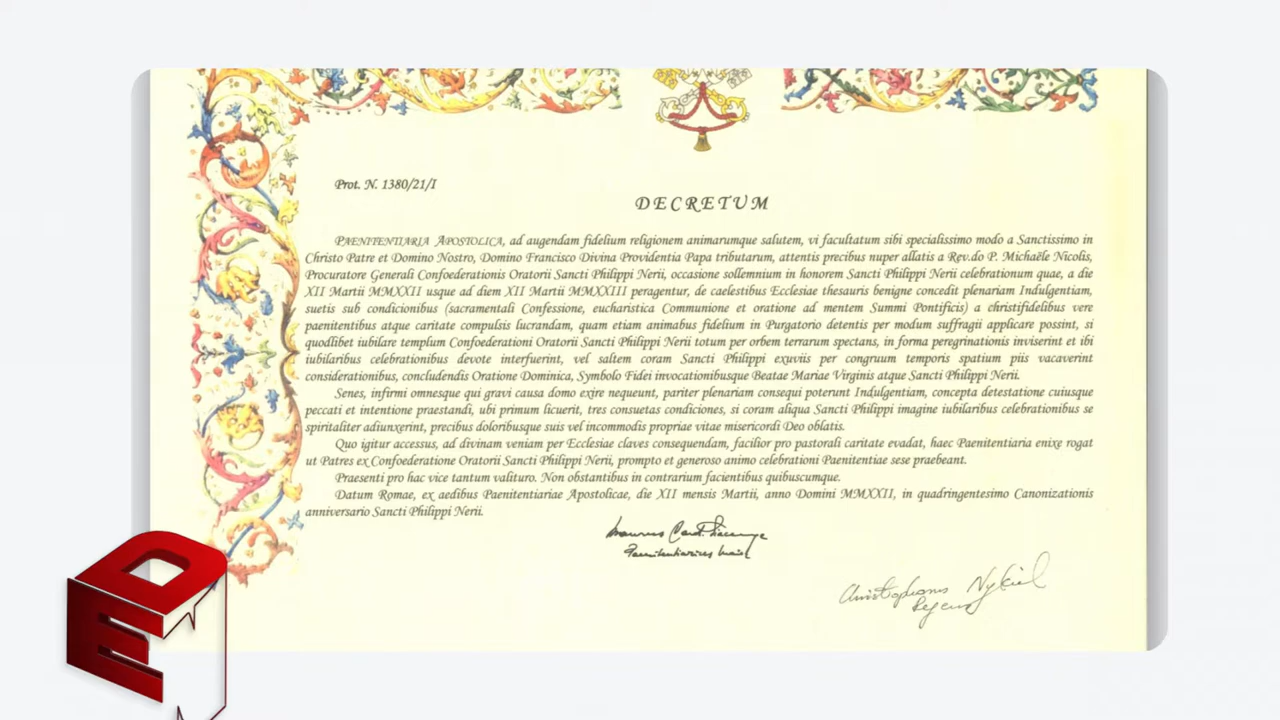 Prot. N. 1380/21/I
DECRETUM
PAENITENTIARIA APOSTOLICA, ad augendam fidelium religionem animarumque salutem, vi facultatum sibi specialissimo modo a Sanctissimo in
Christo Patre et Domino Nostro, Domino Francisco Divina Providentia Papa tributarum, attentis precibus nuper allatis a Rev.do P. Michaële Nicolis,
Procuratore Generali Confoederationis Oratorii Sancti Philippi Nerii, occasione sollemnium in honorem Sancti Philippi Nerii celebrationum quae, a die
XII Martii MMXXII usque ad diem XII Martii MMXXIII peragentur, de caelestibus Ecclesiae thesauris benigne concedit plenariam Indulgentiam,
suetis sub condicionibus (sacramentali Confessione, eucharistica Communione et oratione ad mentem Summi Pontificis) a christifidelibus vere
paenitentibus atque caritate compulsis lucrandam, quam etiam animabus fidelium in Purgatorio detentis per modum suffragii applicare possint, si
quodlibet iubilare templum Confoederationi Oratorii Sancti Philippi Nerii totum per orbem terrarum spectans, in forma peregrinationis inviserint et ibi
iubilaribus celebrationibus devote interfuerint, vel saltem coram Sancti Philippi exuviis per congruum temporis spatium piis vacaverint
considerationibus, concludendis Oratione Dominica, Symbolo Fidei invocationibusque Beatae Mariae Virginis atque Sancti Philippi Nerii.
Senes, infirmi omnesque qui gravi causa domo exire nequeunt, pariter plenariam consequi poterunt Indulgentiam, concepta detestatione cuiusque
peccati et intentione praestandi, ubi primum licuerit, tres consuetas condiciones, si coram aliqua Sancti Philippi imagine iubilaribus celebrationibus se
spiritaliter adiunxerint, precibus doloribusque suis vel incommodis propriae vitae misericordi Deo oblatis.
Quo igitur accessus, ad divinam veniam per Ecclesiae claves consequendam, facilior pro pastorali caritate evadat, haec Paenitentiaria enixe rogat
ut Patres ex Confoederatione Oratorii Sancti Philippi Nerii, prompto et generoso animo celebrationi Paenitentiae sese praebeant.
Praesenti pro hac vice tantum valituro. Non obstantibus in contrarium facientibus quibuscumque.
Datum Romae, ex aedibus Paenitentiariae Apostolicae, die XII mensis Martii, anno Domini MMXXII, in quadringentesimo Canonizationis
anniversario Sancti Philippi Nerii.
Maurus Card. Piacenza
Paenitentiarius Maior
Christophorus Nykiel
Regens
DE